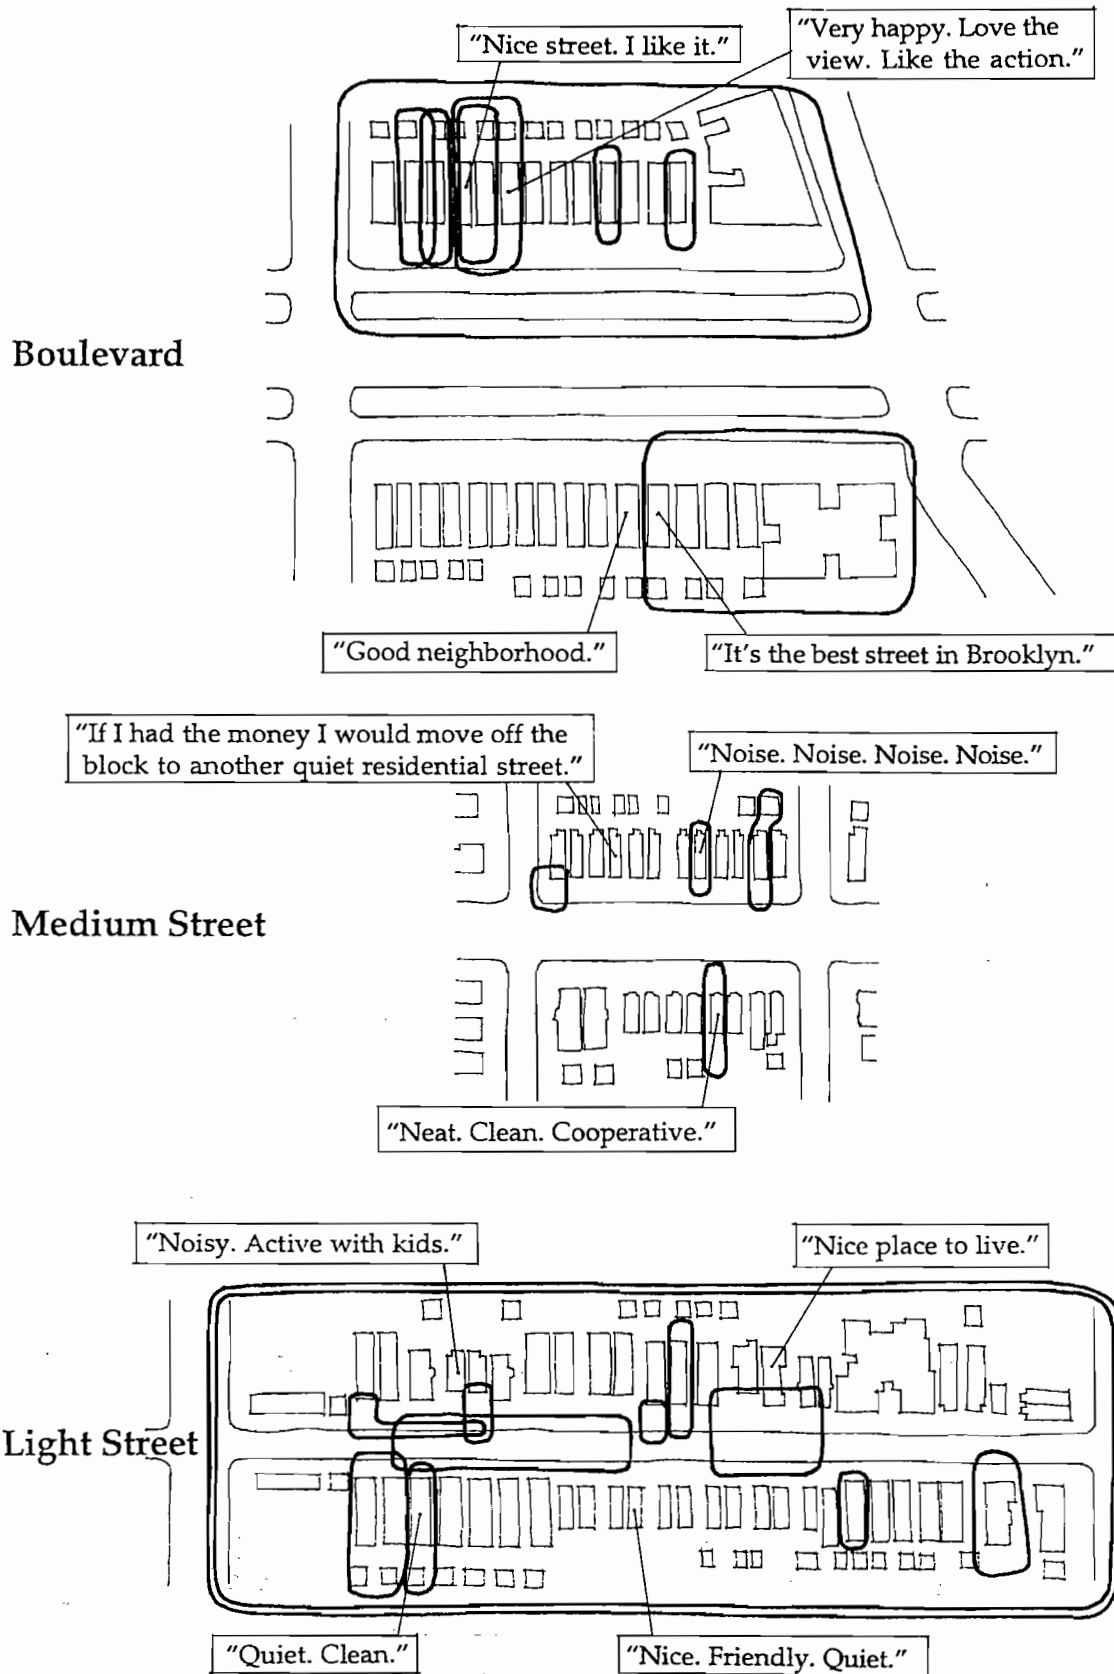 "Nice street. I like it."
"Very happy. Love the
view. Like the action."
Boulevard
"Good neighborhood."
"It's the best street in Brooklyn."
"If I had the money I would move off the
block to another quiet residential street."
"Noise. Noise. Noise. Noise."
Medium Street
"Neat. Clean. Cooperative."
"Noisy. Active with kids."
"Nice place to live."
Light Street
"Quiet. Clean."
"Nice. Friendly. Quiet."